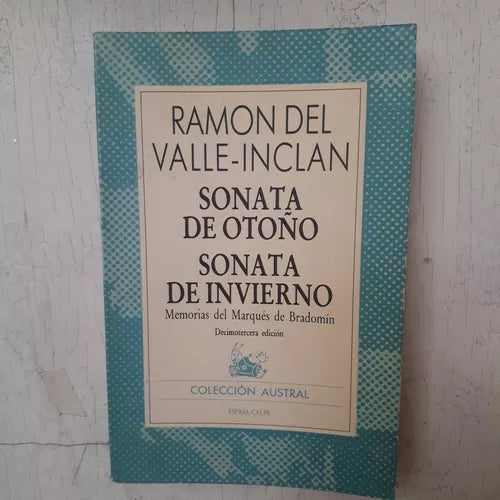 RAMON DEL
VALLE-INCLAN
SONATA
DE OTOÑO
SONATA
DE INVIERNO
Memorias del Marqués de Bradomín
Decimotercera edición
COLECCIÓN AUSTRAL
ESPASA-CALPE